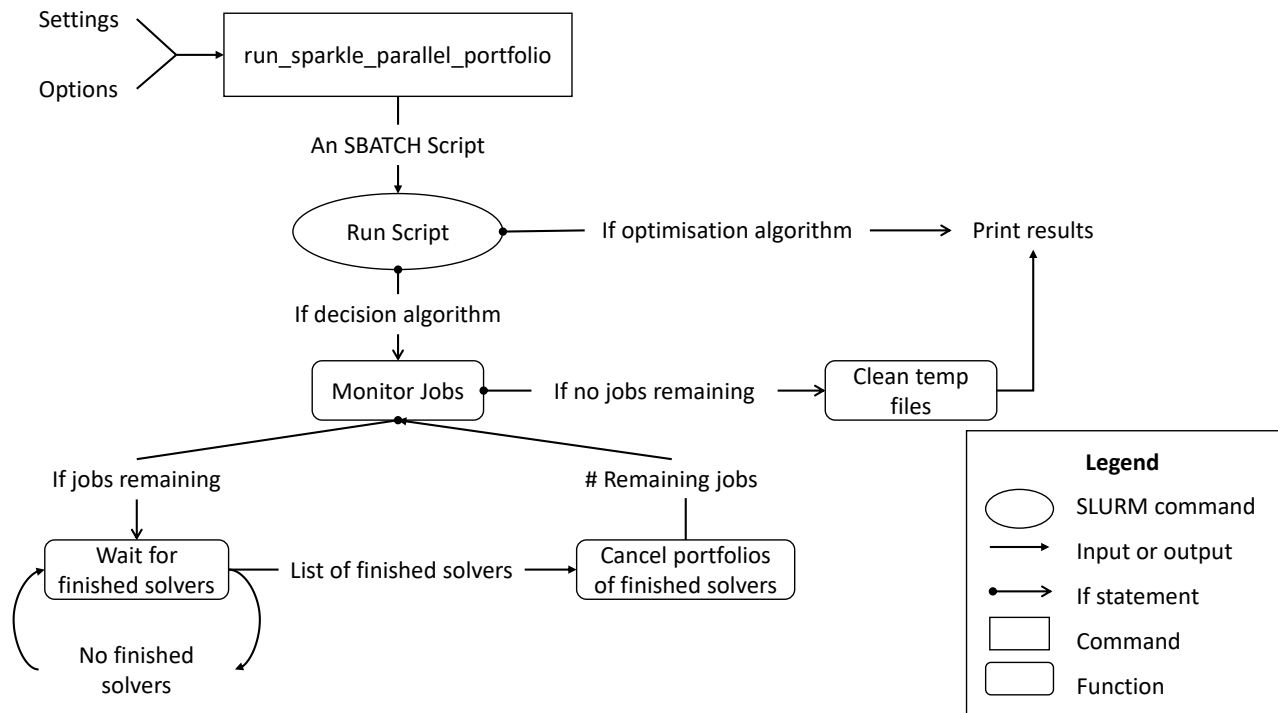 Settings
Options
run_sparkle_parallel_portfolio
An SBATCH Script
Run Script
If optimisation algorithm
Print results
If decision algorithm
Monitor Jobs
If no jobs remaining
Clean temp
files
If jobs remaining
# Remaining jobs
Wait for
finished solvers
List of finished solvers
Cancel portfolios
of finished solvers
No finished
solvers
Legend
SLURM command
Input or output
If statement
Command
Function